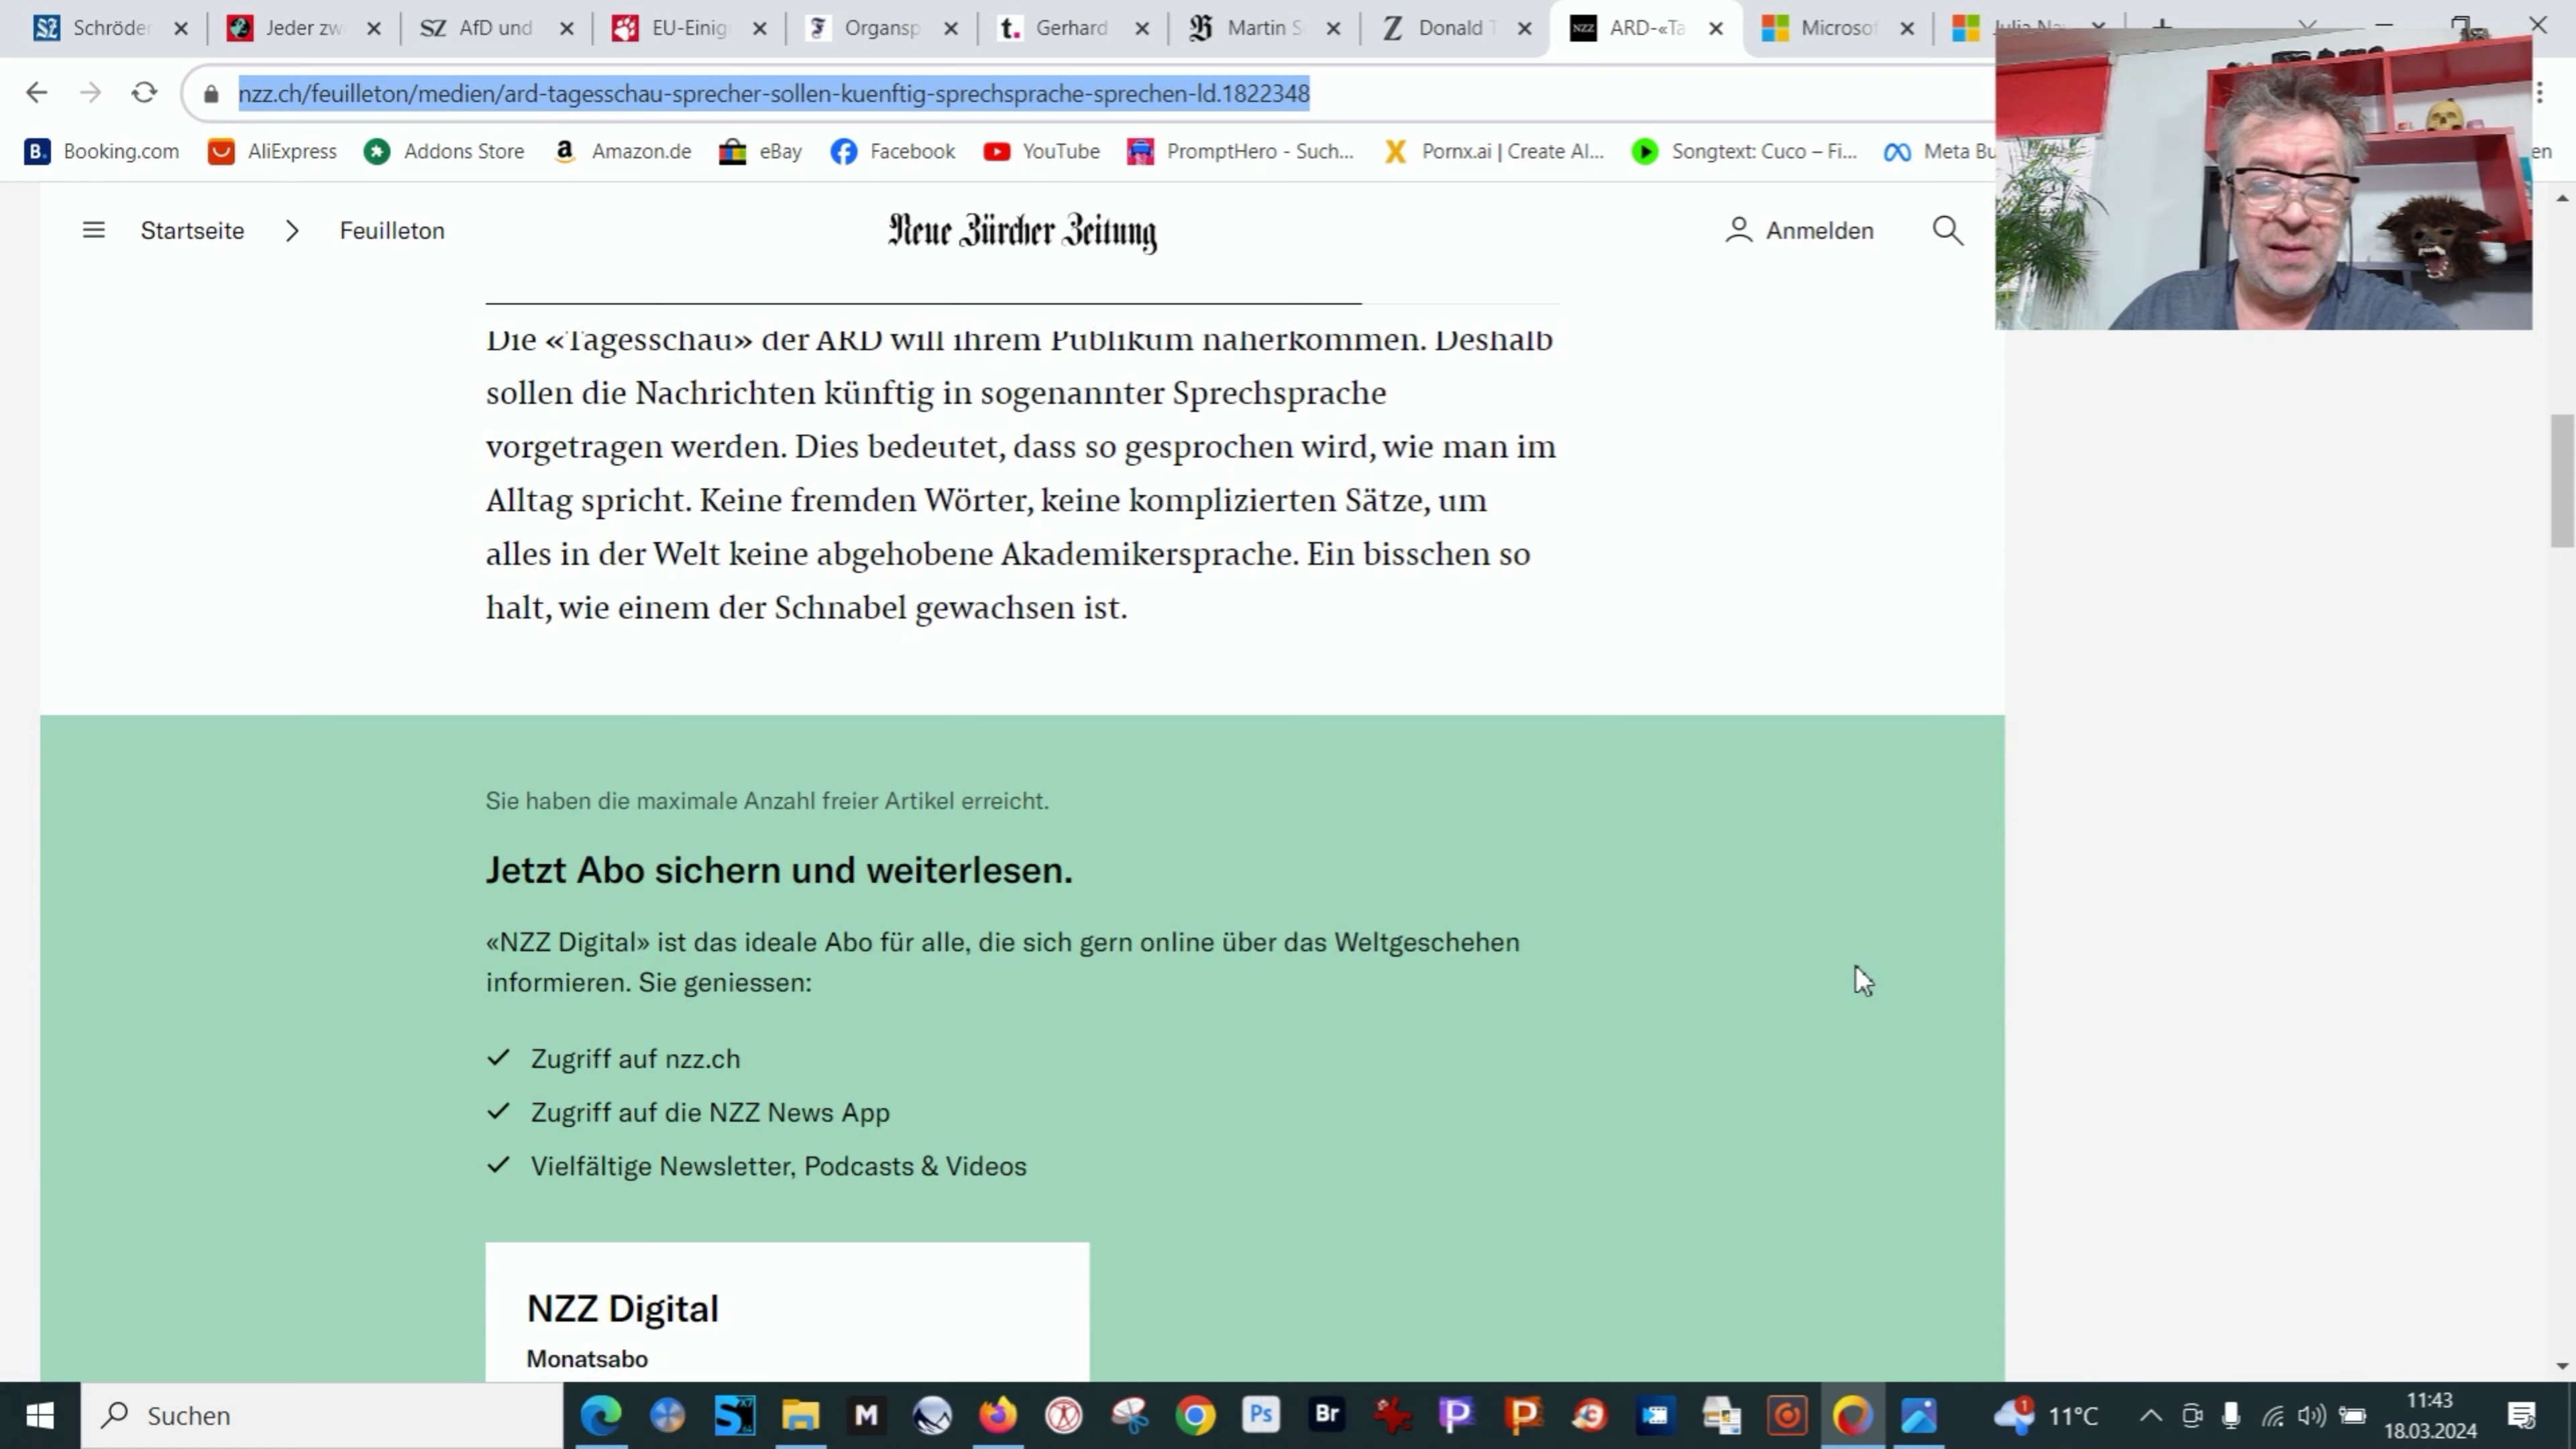 Schröder
Jeder zw
AfD und
EU-Einig
Organsp
Gerhard
Martin S
Donald T
ARD-«Ta
Microsof
nzz.ch/feuilleton/medien/ard-tagesschau-sprecher-sollen-kuenftig-sprechsprache-sprechen-ld.1822348
Booking.com
AliExpress
Addons Store
Amazon.de
eBay
Facebook
YouTube
PromptHero - Such...
Pornx.ai | Create AI...
Songtext: Cuco – Fi...
Meta Bu
en
Startseite
Feuilleton
Neue Zürcher Zeitung
Anmelden
Die «Tagesschau» der ARD will ihrem Publikum näherkommen. Deshalb
sollen die Nachrichten künftig in sogenannter Sprechsprache
vorgetragen werden. Dies bedeutet, dass so gesprochen wird, wie man im
Alltag spricht. Keine fremden Wörter, keine komplizierten Sätze, um
alles in der Welt keine abgehobene Akademikersprache. Ein bisschen so
halt, wie einem der Schnabel gewachsen ist.
Sie haben die maximale Anzahl freier Artikel erreicht.
Jetzt Abo sichern und weiterlesen.
«NZZ Digital» ist das ideale Abo für alle, die sich gern online über das Weltgeschehen
informieren. Sie geniessen:
Zugriff auf nzz.ch
Zugriff auf die NZZ News App
Vielfältige Newsletter, Podcasts & Videos
NZZ Digital
Monatsabo
Suchen
11°C
11:43
18.03.2024